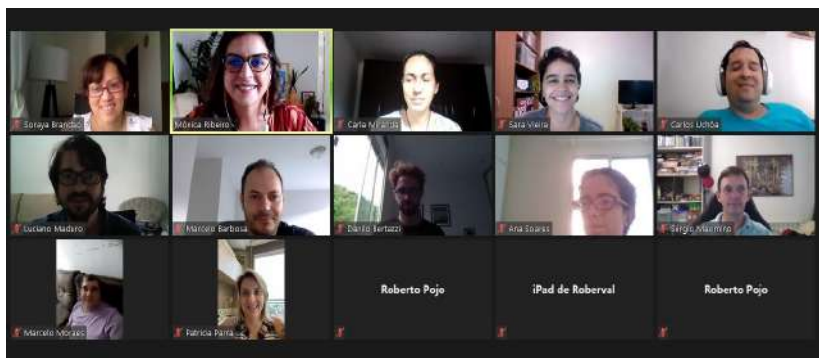 Soraya Brandão
Mônica Ribeiro
Carla Miranda
Sara Vieira
Carlos Uchôa
Luciano Maduro
Marcelo Barbosa
Danilo Bertazzi
Ana Soares
Sergio Maximino
Marcelo Moraes
Patricia Parra
Roberto Pojo
iPad de Roberval
Roberto Pojo